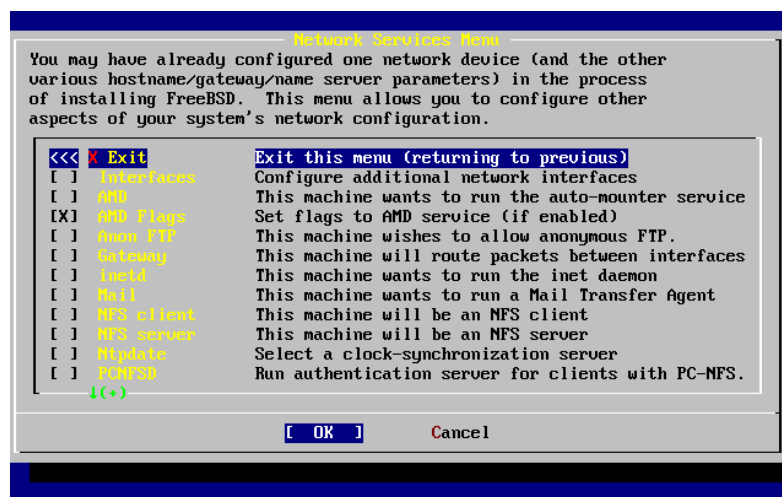 Network Services Menu
You may have already configured one network device (and the other
various hostname/gateway/name server parameters) in the process
of installing FreeBSD.  This menu allows you to configure other
aspects of your system's network configuration.
<<< X Exit Exit this menu (returning to previous)
[ ] Interfaces Configure additional network interfaces
[ ] AMD This machine wants to run the auto-mounter service
[X] AMD Flags Set flags to AMD service (if enabled)
[ ] Anon FTP This machine wishes to allow anonymous FTP.
[ ] Gateway This machine will route packets between interfaces
[ ] inetd This machine wants to run the inet daemon
[ ] Mail This machine wants to run a Mail Transfer Agent
[ ] NFS client This machine will be an NFS client
[ ] NFS server This machine will be an NFS server
[ ] Ntpdate Select a clock-synchronization server
[ ] PCNFSD Run authentication server for clients with PC-NFS.
↓(+)
[ OK ] Cancel